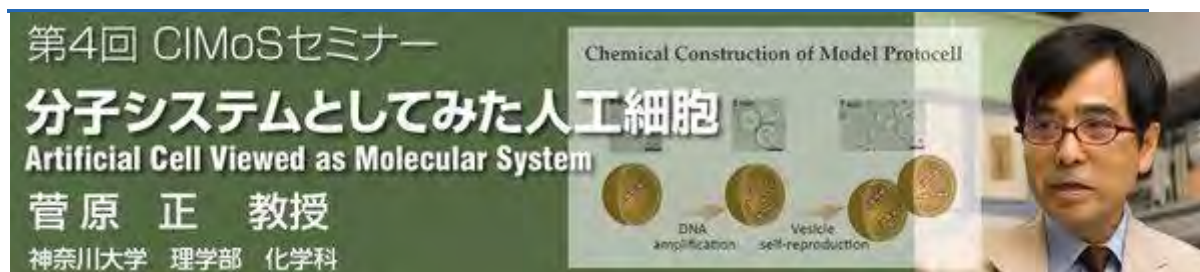 第4回 CIMoSセミナー
分子システムとしてみた人工細胞
Artificial Cell Viewed as Molecular System
菅原 正 教授
神奈川大学 理学部 化学科
Chemical Construction of Model Protocell
DNA
amplification
Vesicle
self-reproduction